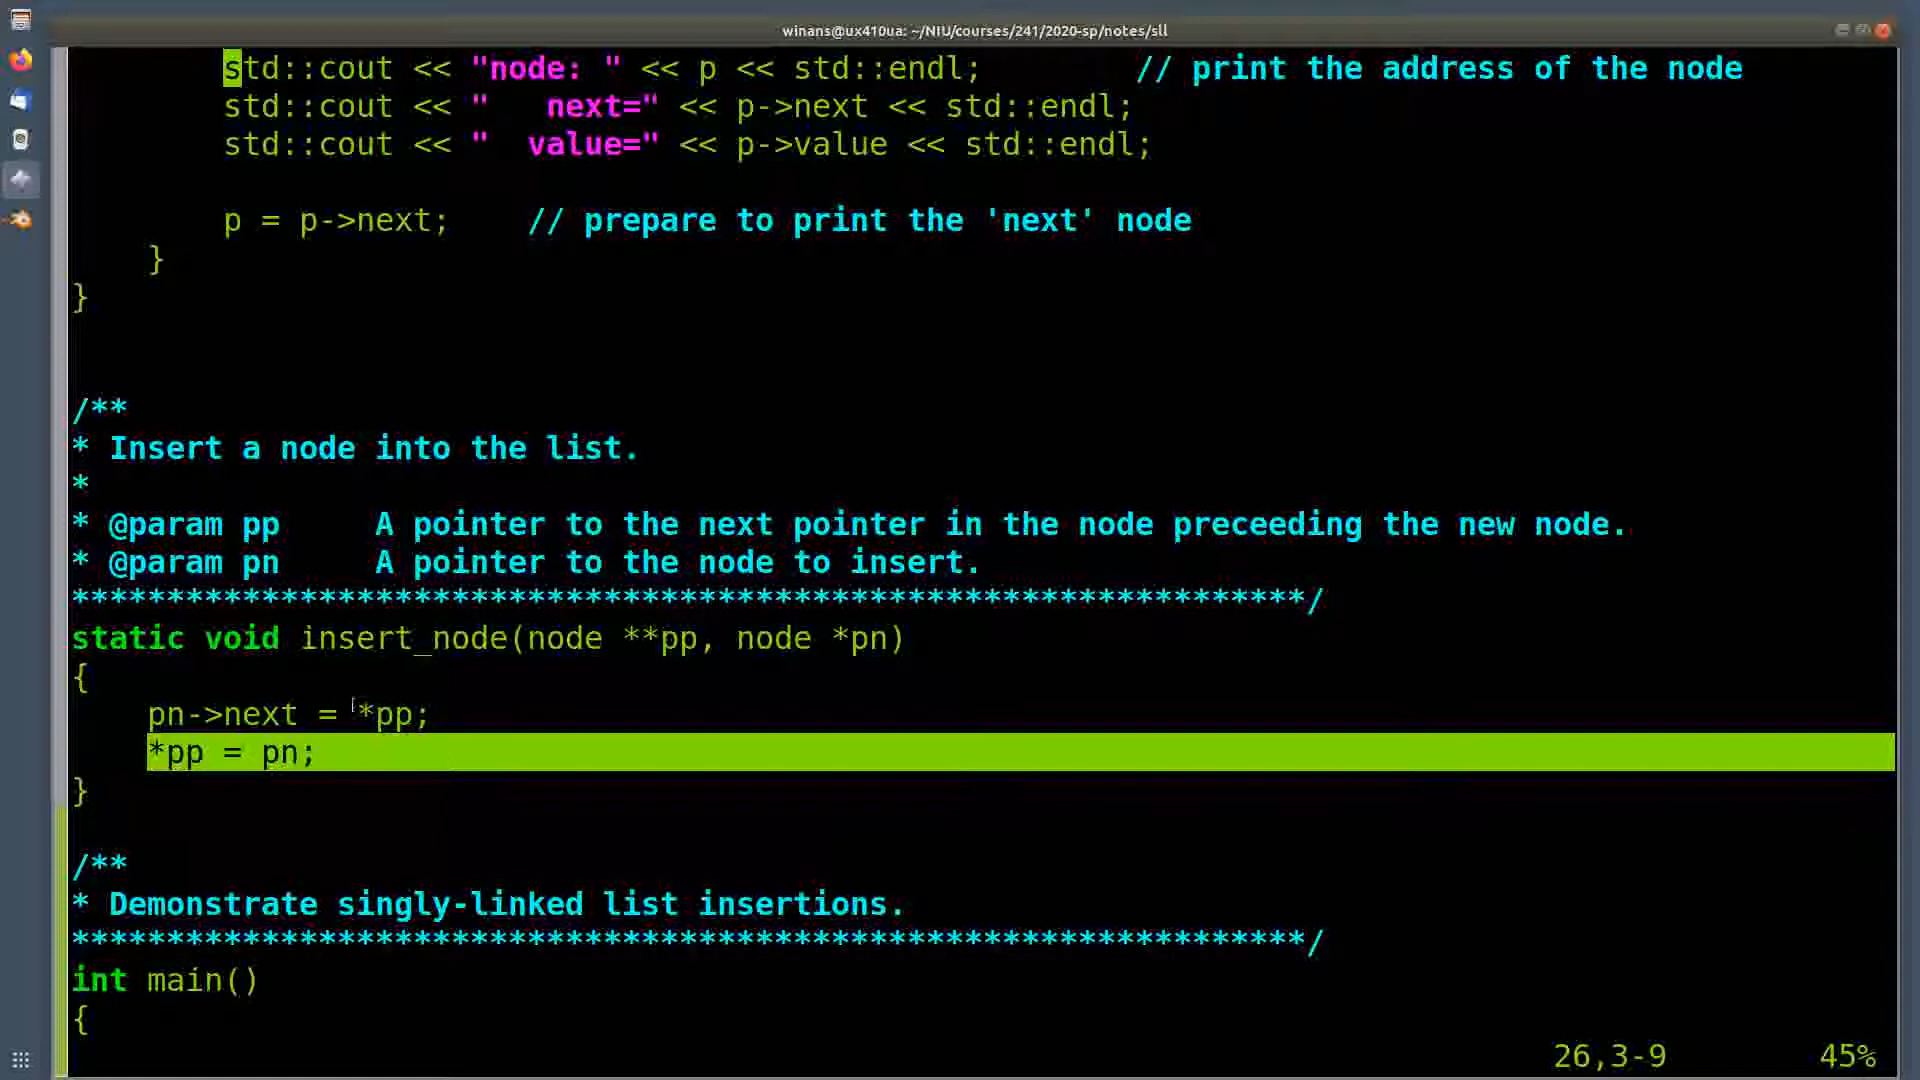 winans@ux410ua: ~/NIU/courses/241/2020-sp/notes/sll
std::cout << "node: " << p << std::endl; // print the address of the node
std::cout << "   next=" << p->next << std::endl;
std::cout << "  value=" << p->value << std::endl;
p = p->next; // prepare to print the 'next' node
}
}
/**
* Insert a node into the list.
*
* @param pp A pointer to the next pointer in the node preceeding the new node.
* @param pn A pointer to the node to insert.
*****************************************************************/
static void insert_node(node **pp, node *pn)
{
pn->next = *pp;
*pp = pn;
}
/**
* Demonstrate singly-linked list insertions.
*****************************************************************/
int main()
{
26,3-9 45%